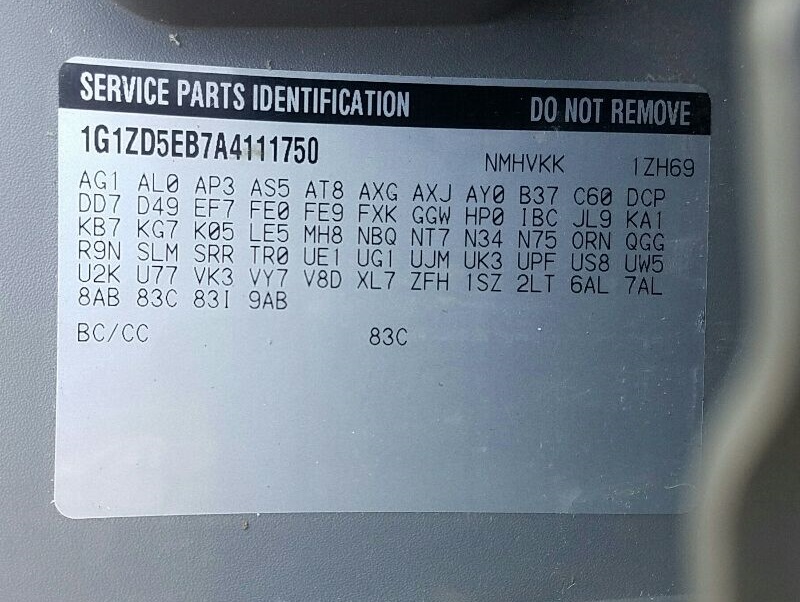 SERVICE PARTS IDENTIFICATION DO NOT REMOVE
1G1ZD5EB7A4111750 NMHVKK 1ZH69
AG1 AL0 AP3 AS5 AT8 AXG AXJ AY0 B37 C60 DCP
DD7 D49 EF7 FE0 FE9 FXK GGW HP0 IBC JL9 KA1
KB7 KG7 K05 LE5 MH8 NBQ NT7 N34 N75 ORN QGG
R9N SLM SRR TR0 UE1 UG1 UJM UK3 UPF US8 UW5
U2K U77 VK3 VY7 V8D XL7 ZFH 1SZ 2LT 6AL 7AL
8AB 83C 83I 9AB
BC/CC 83C